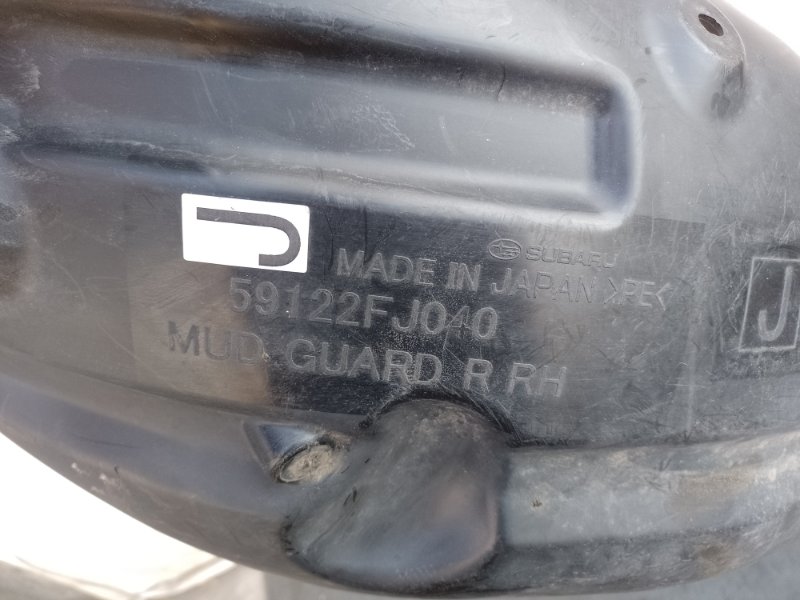 SUBARU
MADE IN JAPAN >PE<
59122FJ040
MUD GUARD R RH
J
J